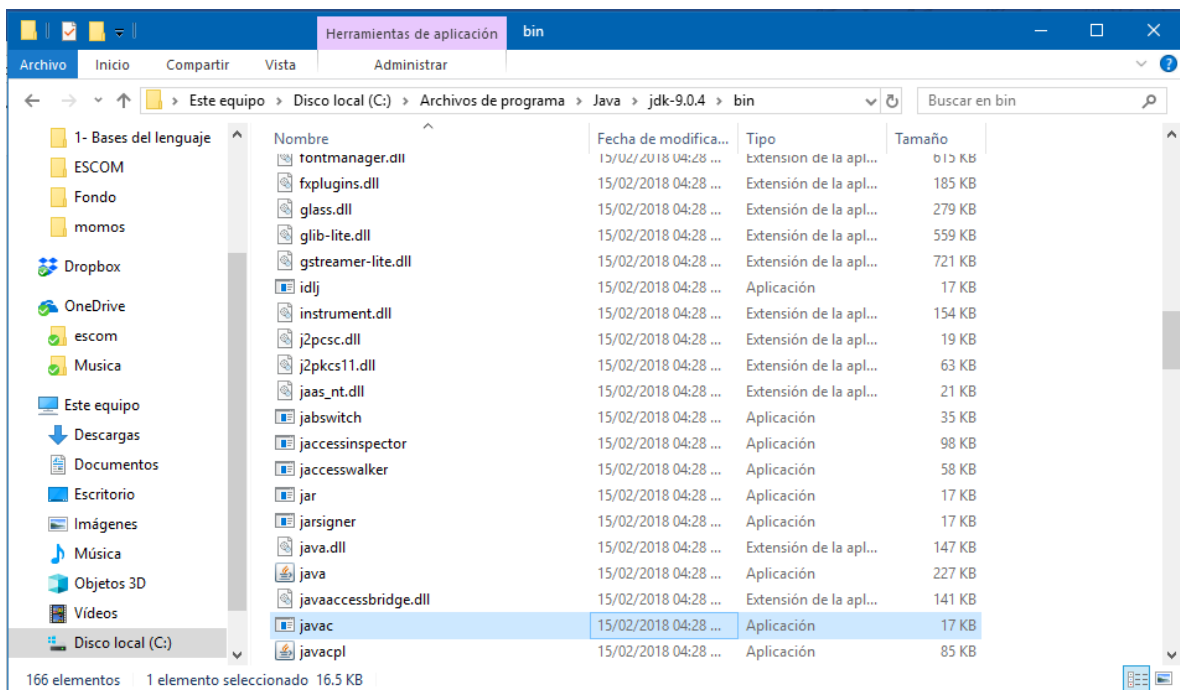 Herramientas de aplicación bin
Archivo Inicio Compartir Vista Administrar
Este equipo > Disco local (C:) > Archivos de programa > Java > jdk-9.0.4 > bin Buscar en bin
1- Bases del lenguaje
ESCOM
Fondo
momos
Dropbox
OneDrive
escom
Musica
Este equipo
Descargas
Documentos
Escritorio
Imágenes
Música
Objetos 3D
Vídeos
Disco local (C:)
Nombre Fecha de modifica... Tipo Tamaño
fontmanager.dll 15/02/2018 04:28 ... Extensión de la apl... 615 KB
fxplugins.dll 15/02/2018 04:28 ... Extensión de la apl... 185 KB
glass.dll 15/02/2018 04:28 ... Extensión de la apl... 279 KB
glib-lite.dll 15/02/2018 04:28 ... Extensión de la apl... 559 KB
gstreamer-lite.dll 15/02/2018 04:28 ... Extensión de la apl... 721 KB
idlj 15/02/2018 04:28 ... Aplicación 17 KB
instrument.dll 15/02/2018 04:28 ... Extensión de la apl... 154 KB
j2pcsc.dll 15/02/2018 04:28 ... Extensión de la apl... 19 KB
j2pkcs11.dll 15/02/2018 04:28 ... Extensión de la apl... 63 KB
jaas_nt.dll 15/02/2018 04:28 ... Extensión de la apl... 21 KB
jabswitch 15/02/2018 04:28 ... Aplicación 35 KB
jaccessinspector 15/02/2018 04:28 ... Aplicación 98 KB
jaccesswalker 15/02/2018 04:28 ... Aplicación 58 KB
jar 15/02/2018 04:28 ... Aplicación 17 KB
jarsigner 15/02/2018 04:28 ... Aplicación 17 KB
java.dll 15/02/2018 04:28 ... Extensión de la apl... 147 KB
java 15/02/2018 04:28 ... Aplicación 227 KB
javaaccessbridge.dll 15/02/2018 04:28 ... Extensión de la apl... 141 KB
javac 15/02/2018 04:28 ... Aplicación 17 KB
javacpl 15/02/2018 04:28 ... Aplicación 85 KB
166 elementos 1 elemento seleccionado 16.5 KB